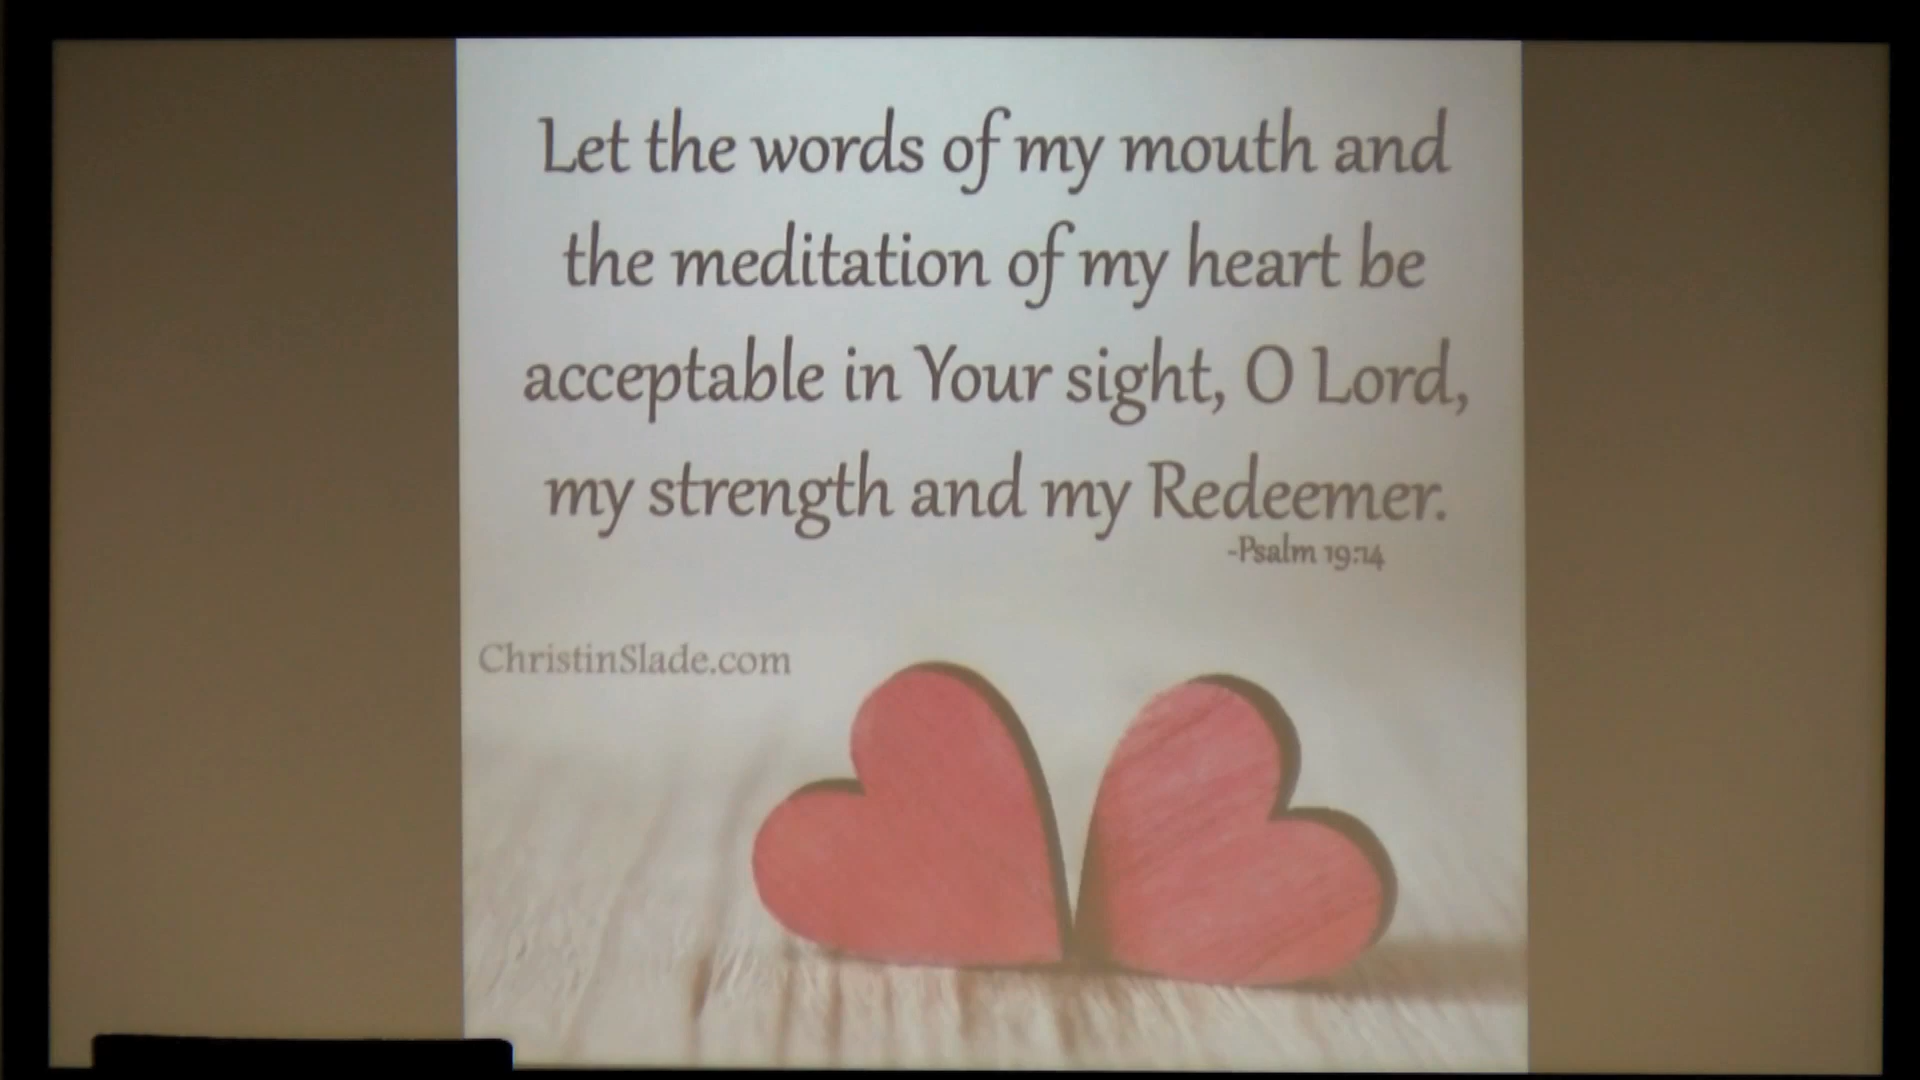 Let the words of my mouth and
the meditation of my heart be
acceptable in Your sight, O Lord,
my strength and my Redeemer.
-Psalm 19:14
ChristinSlade.com